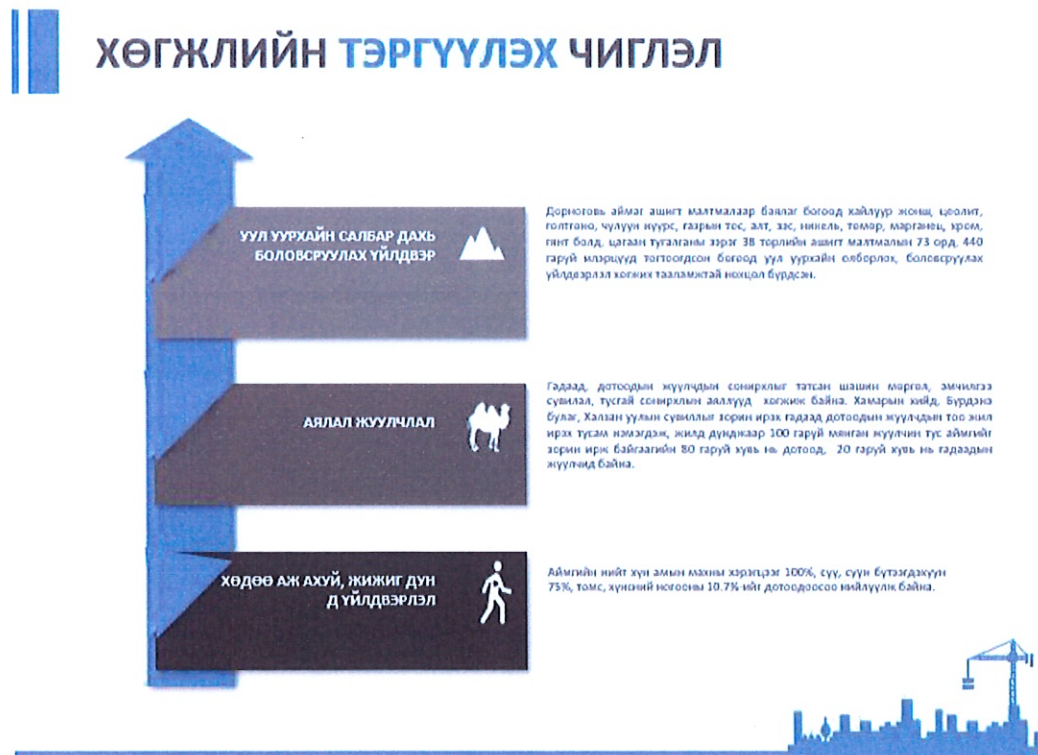 ХӨГЖЛИЙН ТЭРГҮҮЛЭХ ЧИГЛЭЛ
УУЛ УУРХАЙН САЛБАР ДАХЬ
БОЛОВСРУУЛАХ ҮЙЛДВЭР
Дорноговь аймаг ашигт малтмалаар баялаг бөгөөд хайлуур жонш, цеолит,
гөлтгөнө, чулуун нүүрс, газрын тос, алт, зэс, никель, төмөр, марганец, хром,
гянт болд, цагаан тугалганы зэрэг 38 төрлийн ашигт малтмалын 73 орд, 440
гаруй илэрцүүд тогтоогдсон бөгөөд уул уурхайн олборлох, боловсруулах
үйлдвэрлэл хөгжих тааламжтай нөхцөл бүрдсэн.
АЯЛАЛ ЖУУЛЧЛАЛ
Гадаад, дотоодын жуулчдын сонирхлыг татсан шашин мөргөл, эмчилгээ
сувилал, тусгай сонирхлын аяллууд хөгжиж байна. Хамарын хийд, Бүрдэнэ
булаг, Халзан уулын сувиллыг зорин ирэх гадаад дотоодын жуулчдын тоо жил
ирэх тусам нэмэгдэж, жилд дунджаар 100 гаруй мянган жуулчин тус аймгийг
зорин ирж байгаагийн 80 гаруй хувь нь дотоод, 20 гаруй хувь нь гадаадын
жуулчид байна.
ХӨДӨӨ АЖ АХУЙ, ЖИЖИГ ДУН
Д ҮЙЛДВЭРЛЭЛ
Аймгийн нийт хүн амын махны хэрэгцээг 100%, сүү, сүүн бүтээгдэхүүн
75%, төмс, хүнсний ногооны 10.7%-ийг дотоодоосоо нийлүүлж байна.